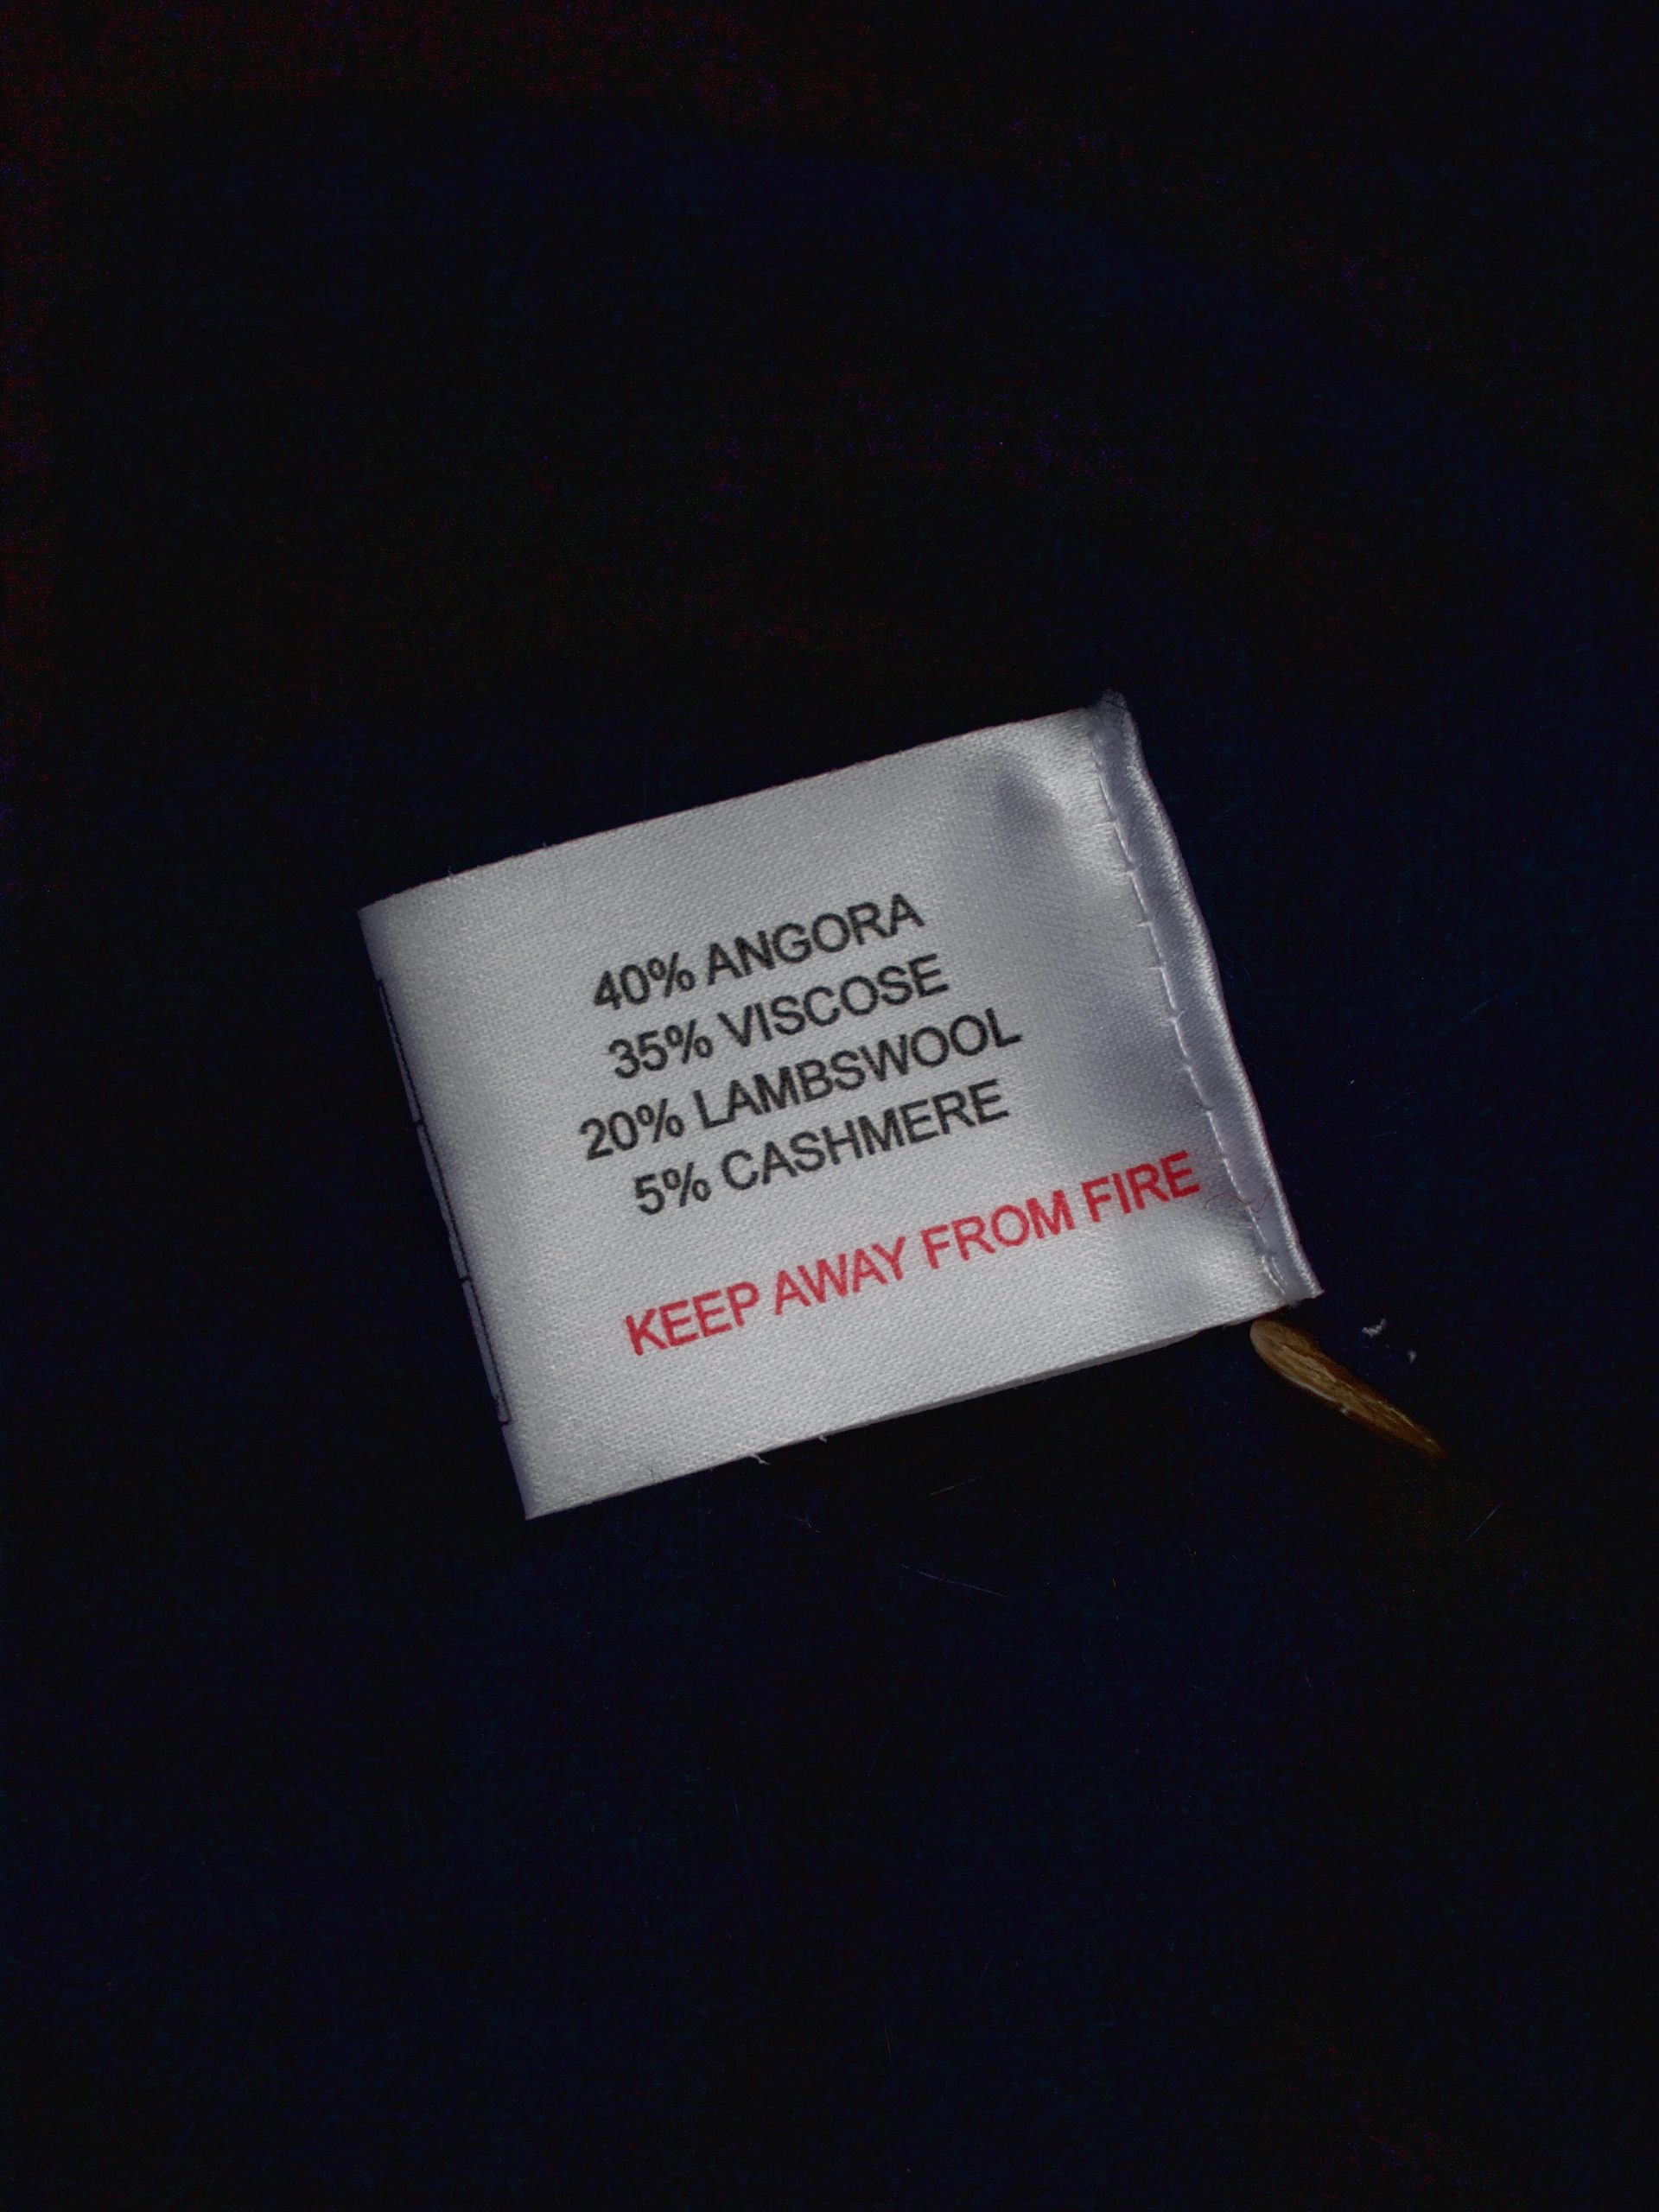 40% ANGORA
35% VISCOSE
20% LAMBSWOOL
5% CASHMERE
KEEP AWAY FROM FIRE